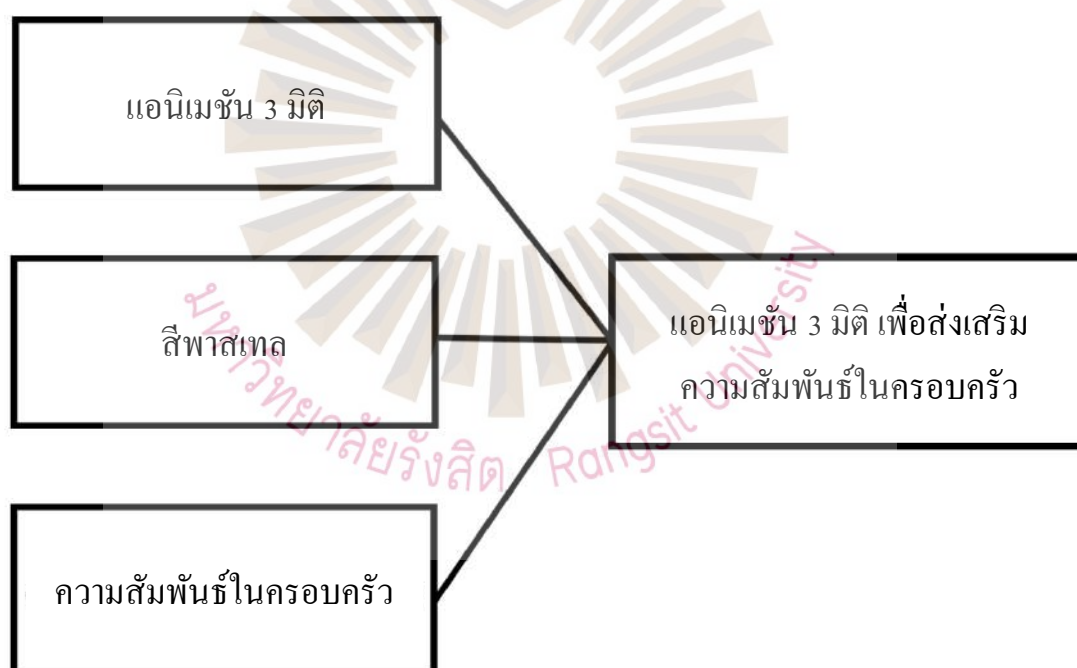 แอนิเมชัน 3 มิติ
สีพาสเทล
แอนิเมชัน 3 มิติ เพื่อส่งเสริม
ความสัมพันธ์ในครอบครัว
ความสัมพันธ์ในครอบครัว
มหาวิทยาลัยรังสิต Rangsit University